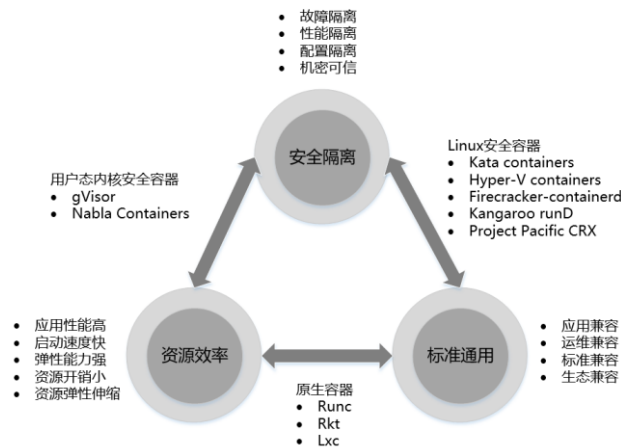 • 故障隔离
• 性能隔离
• 配置隔离
• 机密可信
安全隔离
用户态内核安全容器
• gVisor
• Nabla Containers
Linux安全容器
• Kata containers
• Hyper-V containers
• Firecracker-containerd
• Kangaroo runD
• Project Pacific CRX
• 应用性能高
• 启动速度快
• 弹性能力强
• 资源开销小
• 资源弹性伸缩
资源效率
原生容器
• Runc
• Rkt
• Lxc
标准通用
• 应用兼容
• 运维兼容
• 标准兼容
• 生态兼容